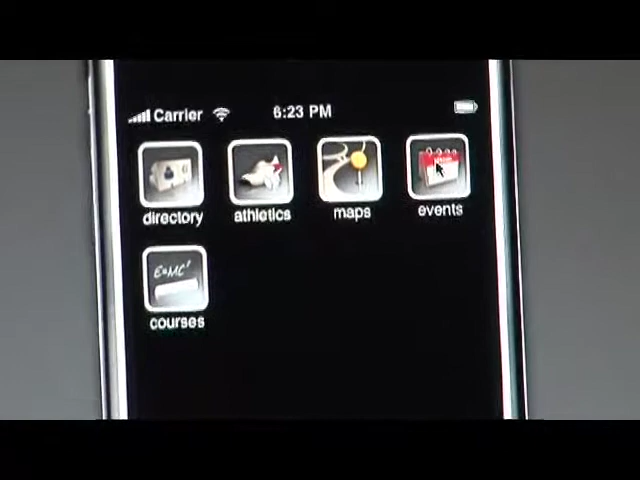 Carrier 6:23 PM
directory athletics maps events
E=MC²
courses